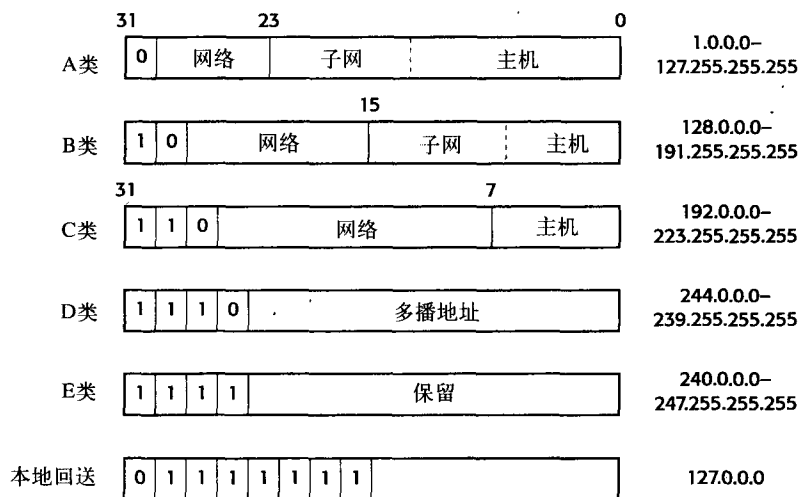 31 23 0
A类 0 网络 子网 主机 1.0.0.0–
127.255.255.255
15
B类 1 0 网络 子网 主机 128.0.0.0–
191.255.255.255
31 7
C类 1 1 0 网络 主机 192.0.0.0–
223.255.255.255
D类 1 1 1 0 多播地址 244.0.0.0–
239.255.255.255
E类 1 1 1 1 保留 240.0.0.0–
247.255.255.255
本地回送 0 1 1 1 1 1 1 1 127.0.0.0